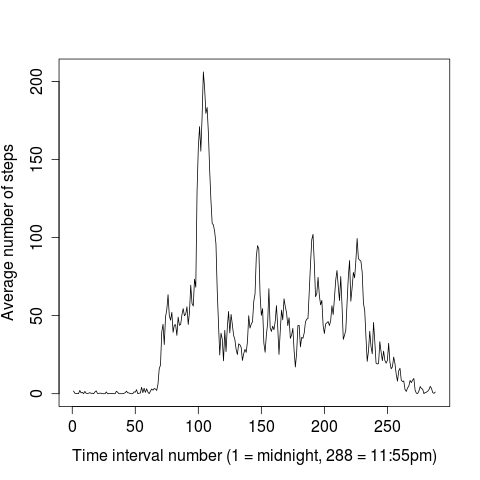 Average number of steps
200
150
100
50
0
0 50 100 150 200 250
Time interval number (1 = midnight, 288 = 11:55pm)